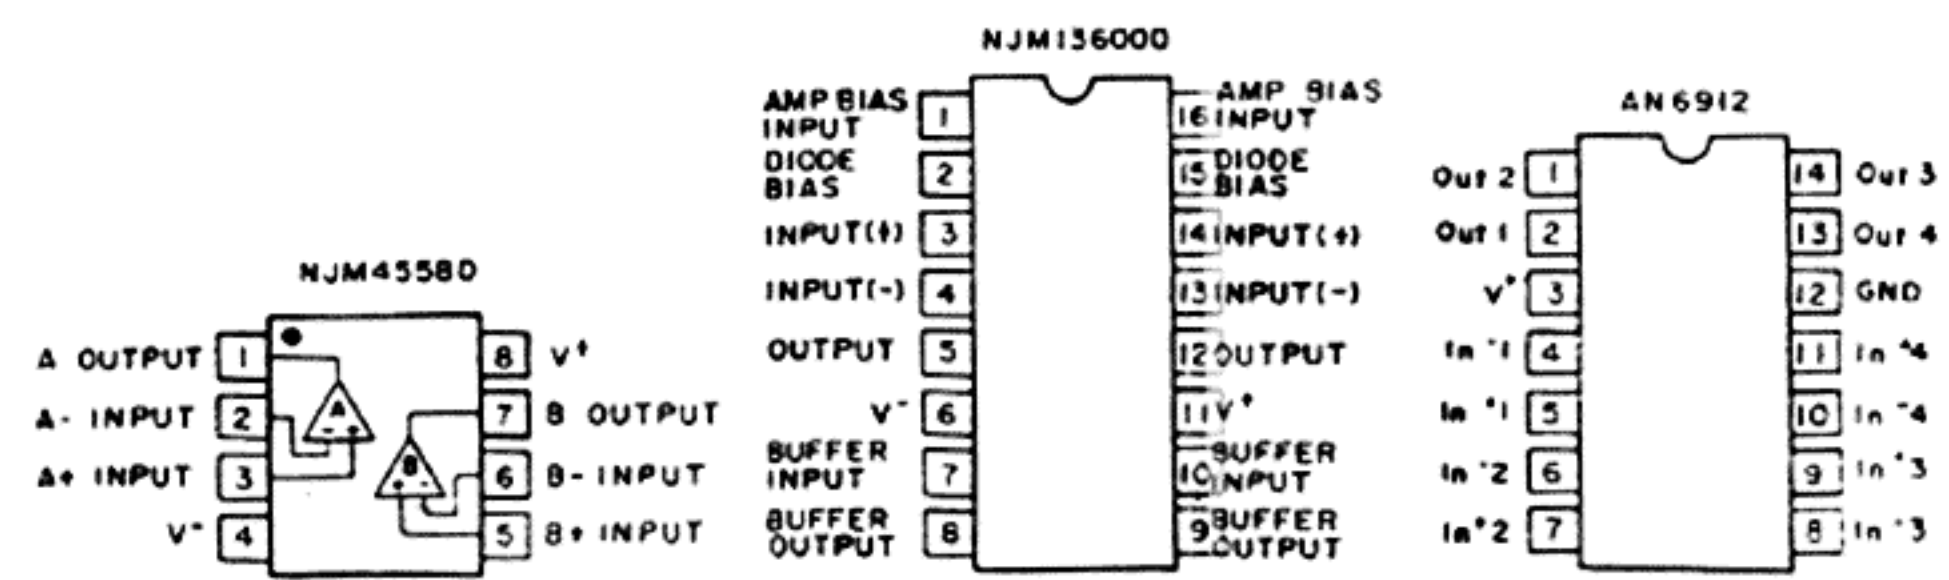 NJM4558D
A OUTPUT 1
A- INPUT 2
A+ INPUT 3
V- 4
8 V+
7 B OUTPUT
6 B- INPUT
5 B+ INPUT
A
- +
B
+ -
NJM136000
AMP BIAS
INPUT 1
DIODE
BIAS 2
INPUT(+) 3
INPUT(-) 4
OUTPUT 5
V- 6
BUFFER
INPUT 7
BUFFER
OUTPUT 8
AMP BIAS
16 INPUT
15 DIODE
BIAS
14 INPUT(+)
13 INPUT(-)
12 OUTPUT
11 V+
10 BUFFER
INPUT
9 BUFFER
OUTPUT
AN6912
Out 2 1
Out 1 2
V+ 3
In -1 4
In +1 5
In -2 6
In +2 7
14 Out 3
13 Out 4
12 GND
11 In +4
10 In -4
9 In +3
8 In -3